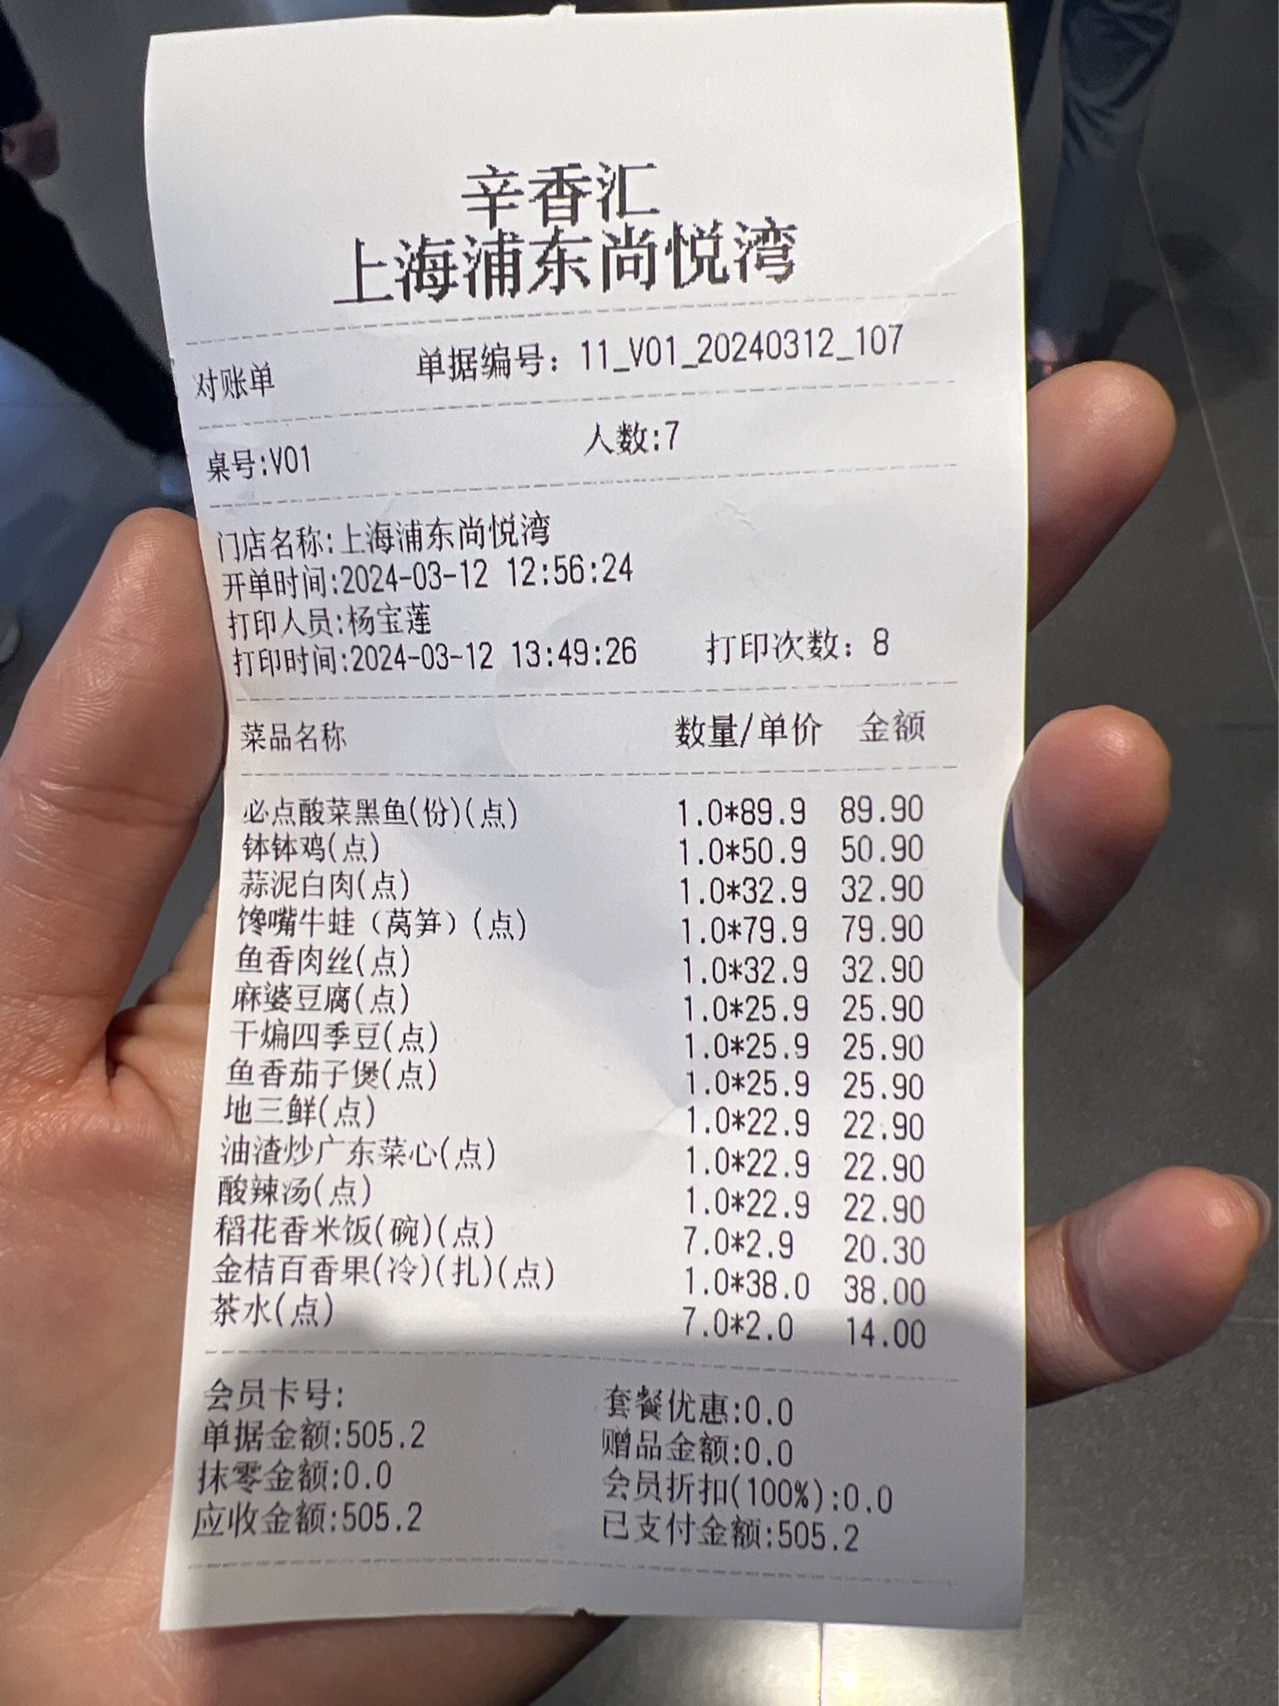 辛香汇
上海浦东尚悦湾
对账单 单据编号：11_V01_20240312_107
桌号:V01 人数:7
门店名称:上海浦东尚悦湾
开单时间:2024-03-12 12:56:24
打印人员:杨宝莲
打印时间:2024-03-12 13:49:26 打印次数：8
菜品名称 数量/单价 金额
必点酸菜黑鱼(份)(点) 1.0*89.9 89.90
钵钵鸡(点) 1.0*50.9 50.90
蒜泥白肉(点) 1.0*32.9 32.90
馋嘴牛蛙（莴笋）(点) 1.0*79.9 79.90
鱼香肉丝(点) 1.0*32.9 32.90
麻婆豆腐(点) 1.0*25.9 25.90
干煸四季豆(点) 1.0*25.9 25.90
鱼香茄子煲(点) 1.0*25.9 25.90
地三鲜(点) 1.0*22.9 22.90
油渣炒广东菜心(点) 1.0*22.9 22.90
酸辣汤(点) 1.0*22.9 22.90
稻花香米饭(碗)(点) 7.0*2.9 20.30
金桔百香果(冷)(扎)(点) 1.0*38.0 38.00
茶水(点) 7.0*2.0 14.00
会员卡号: 套餐优惠:0.0
单据金额:505.2 赠品金额:0.0
抹零金额:0.0 会员折扣(100%):0.0
应收金额:505.2 已支付金额:505.2